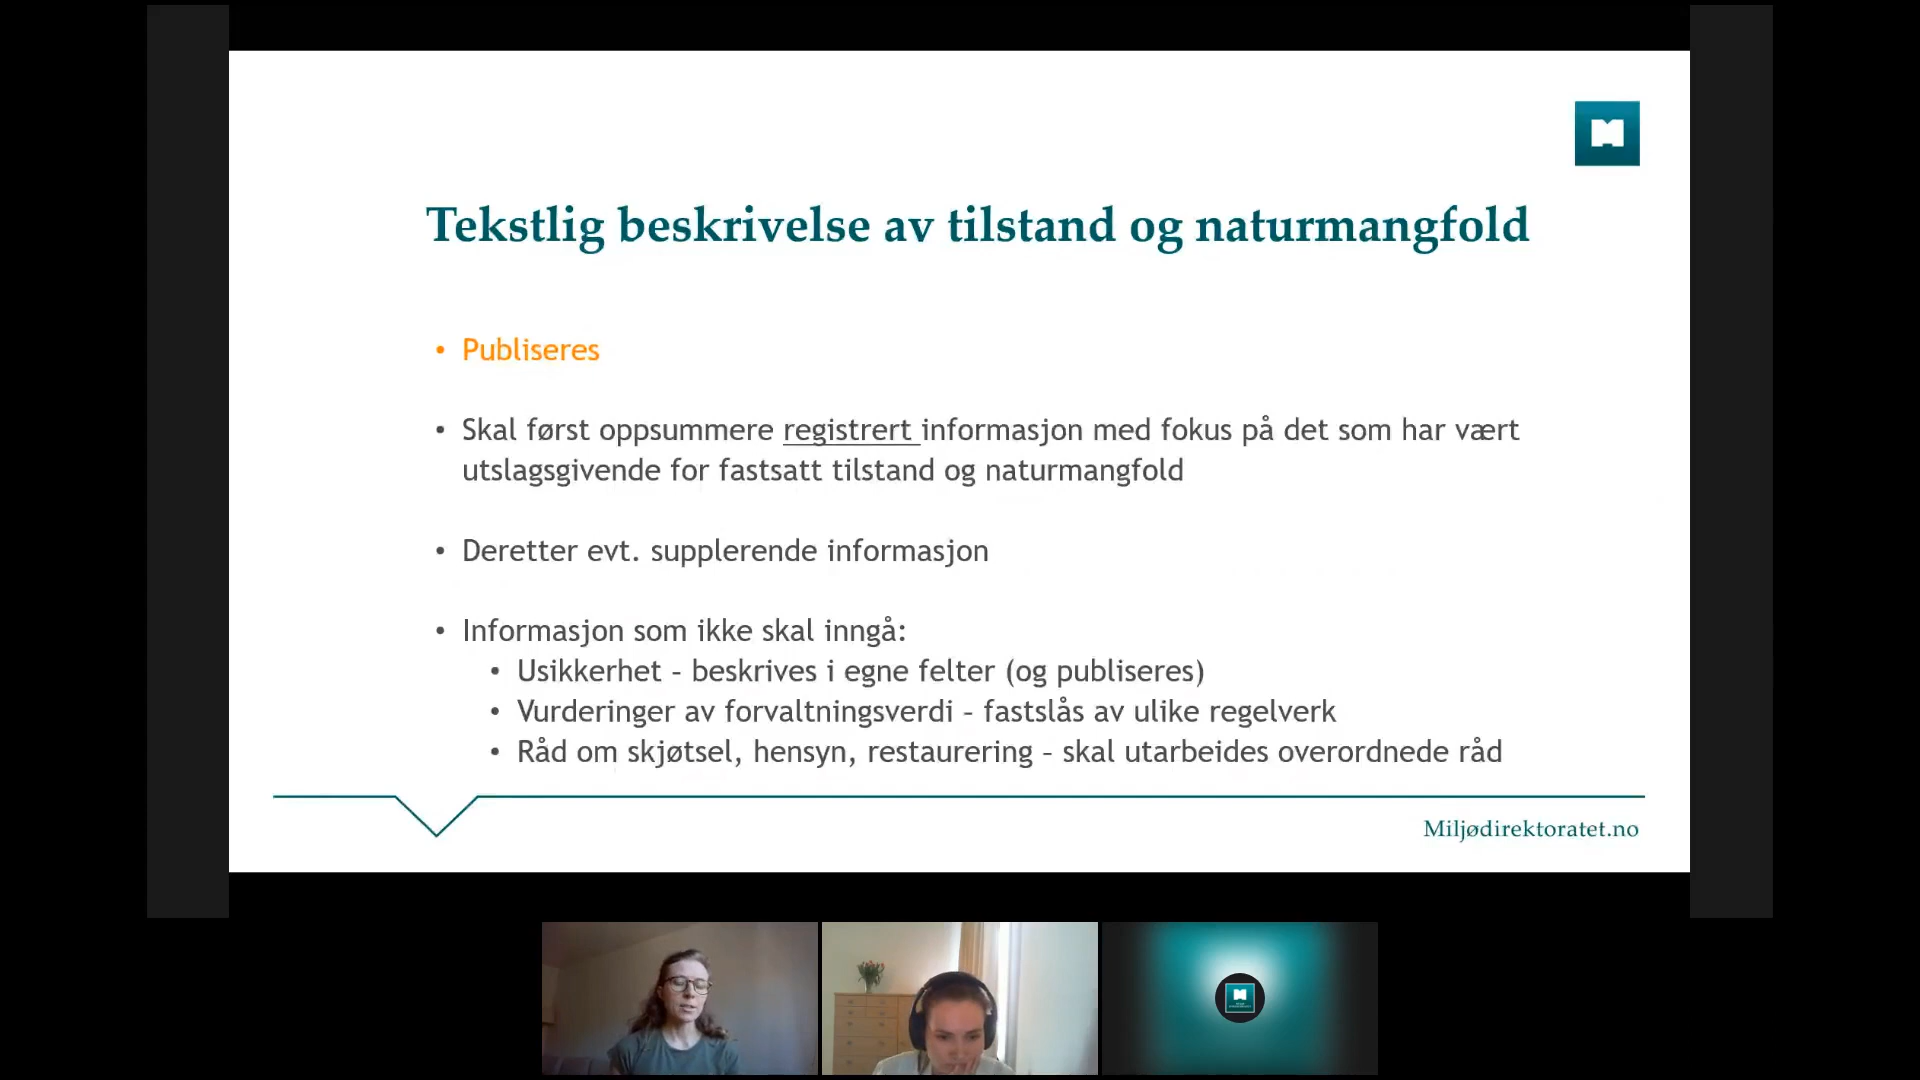 Tekstlig beskrivelse av tilstand og naturmangfold
• Publiseres
• Skal først oppsummere registrert informasjon med fokus på det som har vært
utslagsgivende for fastsatt tilstand og naturmangfold
• Deretter evt. supplerende informasjon
• Informasjon som ikke skal inngå:
• Usikkerhet – beskrives i egne felter (og publiseres)
• Vurderinger av forvaltningsverdi – fastslås av ulike regelverk
• Råd om skjøtsel, hensyn, restaurering – skal utarbeides overordnede råd
Miljødirektoratet.no